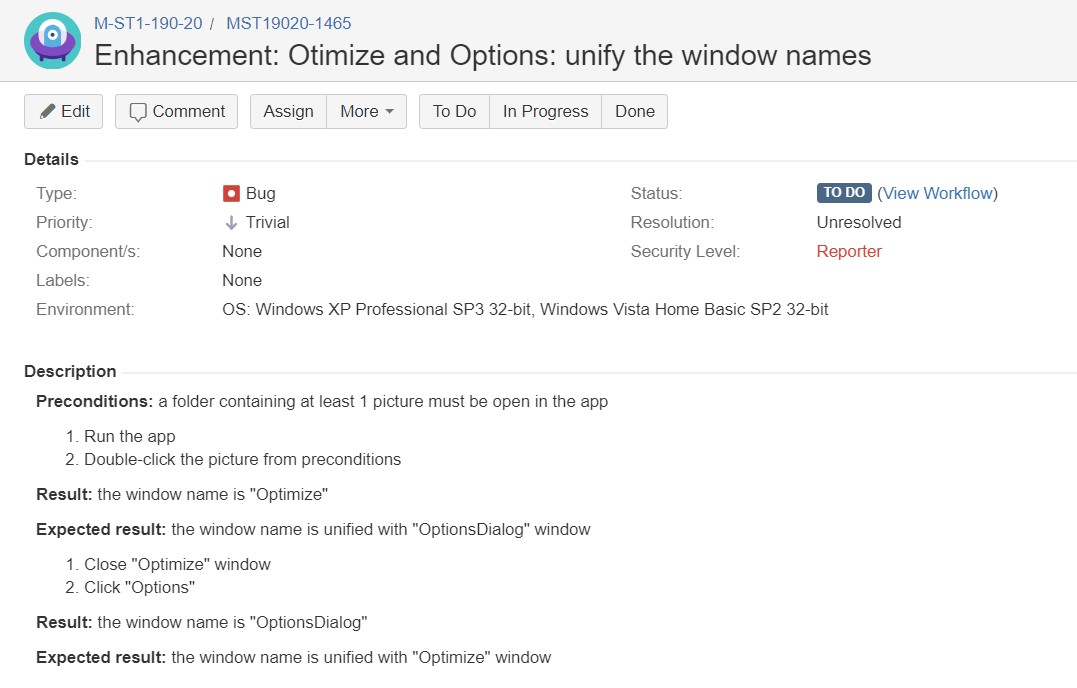 M-ST1-190-20 / MST19020-1465
Enhancement: Otimize and Options: unify the window names
Edit Comment Assign More To Do In Progress Done
Details
Type: Bug Status: TO DO (View Workflow)
Priority: Trivial Resolution: Unresolved
Component/s: None Security Level: Reporter
Labels: None
Environment: OS: Windows XP Professional SP3 32-bit, Windows Vista Home Basic SP2 32-bit
Description
Preconditions: a folder containing at least 1 picture must be open in the app
1. Run the app
2. Double-click the picture from preconditions
Result: the window name is "Optimize"
Expected result: the window name is unified with "OptionsDialog" window
1. Close "Optimize" window
2. Click "Options"
Result: the window name is "OptionsDialog"
Expected result: the window name is unified with "Optimize" window